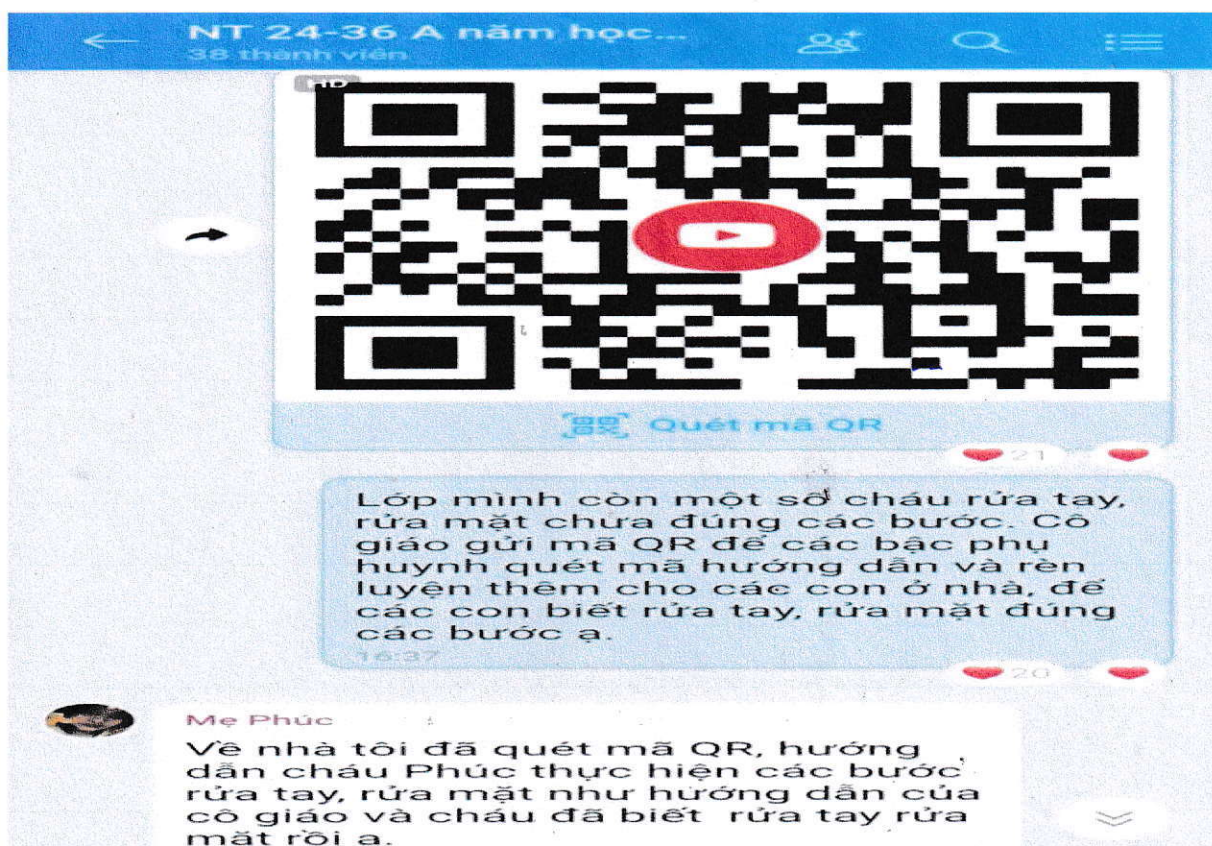 NT 24-36 A năm học...
38 thành viên
HD
Quét mã QR
21
Lớp mình còn một số cháu rửa tay,
rửa mặt chưa đúng các bước. Cô
giáo gửi mã QR để các bậc phụ
huynh quét mã hướng dẫn và rèn
luyện thêm cho các con ở nhà, để
các con biết rửa tay, rửa mặt đúng
các bước ạ.
16:37
20
Mẹ Phúc
Về nhà tôi đã quét mã QR, hướng
dẫn cháu Phúc thực hiện các bước
rửa tay, rửa mặt như hướng dẫn của
cô giáo và cháu đã biết rửa tay rửa
mặt rồi ạ.